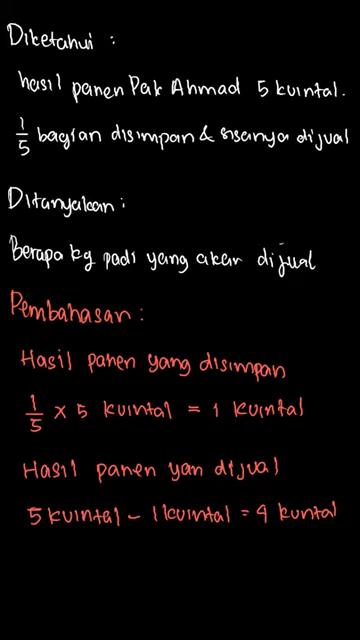 Diketahui :
hasil panen Pak Ahmad 5 kuintal.
1/5 bagian disimpan & sisanya dijual
Ditanyakan :
Berapa kg padi yang akan dijual
Pembahasan :
Hasil panen yang disimpan
1/5 x 5 kuintal = 1 kuintal
Hasil panen yan dijual
5 kuintal - 1 kuintal = 4 kuntal